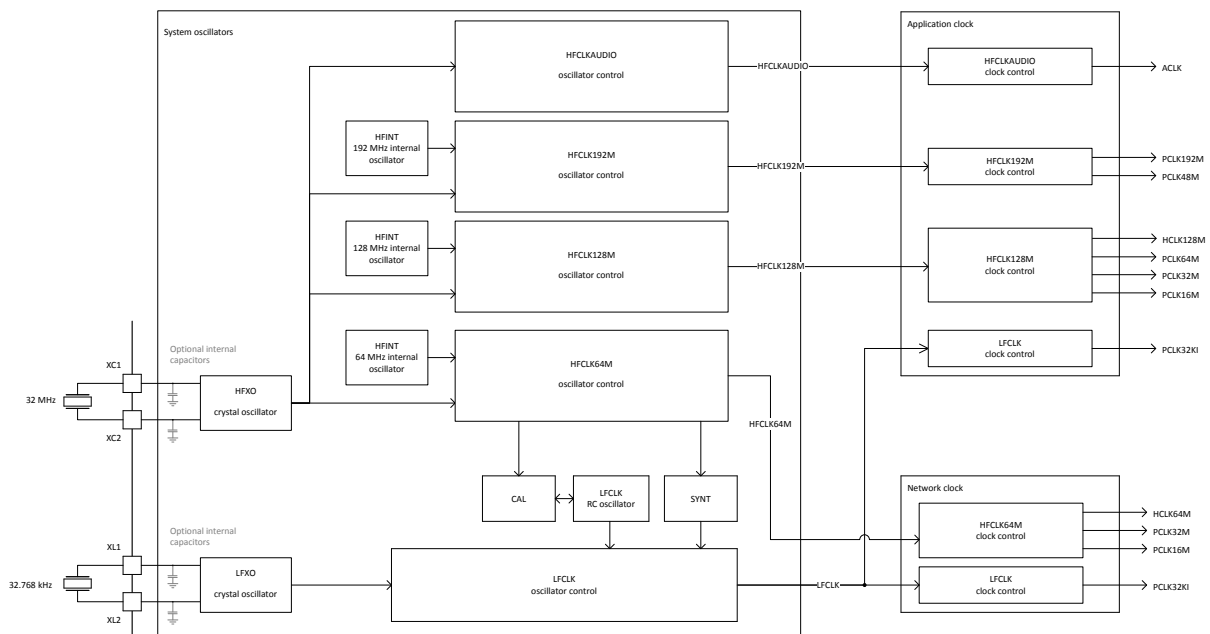 System oscillators
Application clock
HFCLKAUDIO
oscillator control
HFCLKAUDIO
HFCLKAUDIO
clock control
ACLK
HFINT
192 MHz internal
oscillator
HFCLK192M
oscillator control
HFCLK192M
HFCLK192M
clock control
PCLK192M
PCLK48M
HFINT
128 MHz internal
oscillator
HFCLK128M
oscillator control
HFCLK128M
HFCLK128M
clock control
HCLK128M
PCLK64M
PCLK32M
PCLK16M
HFINT
64 MHz internal
oscillator
HFCLK64M
oscillator control
LFCLK
clock control
PCLK32KI
Optional internal
capacitors
XC1
32 MHz
XC2
HFXO
crystal oscillator
HFCLK64M
CAL
LFCLK
RC oscillator
SYNT
Network clock
HFCLK64M
clock control
HCLK64M
PCLK32M
PCLK16M
Optional internal
capacitors
XL1
32.768 kHz
XL2
LFXO
crystal oscillator
LFCLK
oscillator control
LFCLK
LFCLK
clock control
PCLK32KI